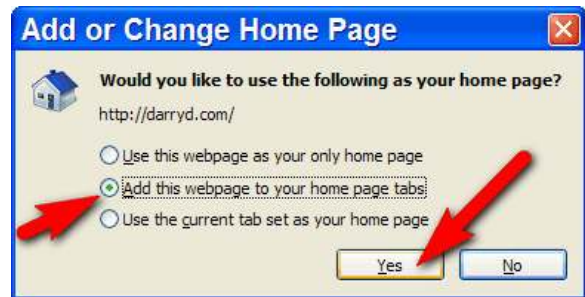 Add or Change Home Page
Would you like to use the following as your home page?
http://darryd.com/
Use this webpage as your only home page
Add this webpage to your home page tabs
Use the current tab set as your home page
Yes No